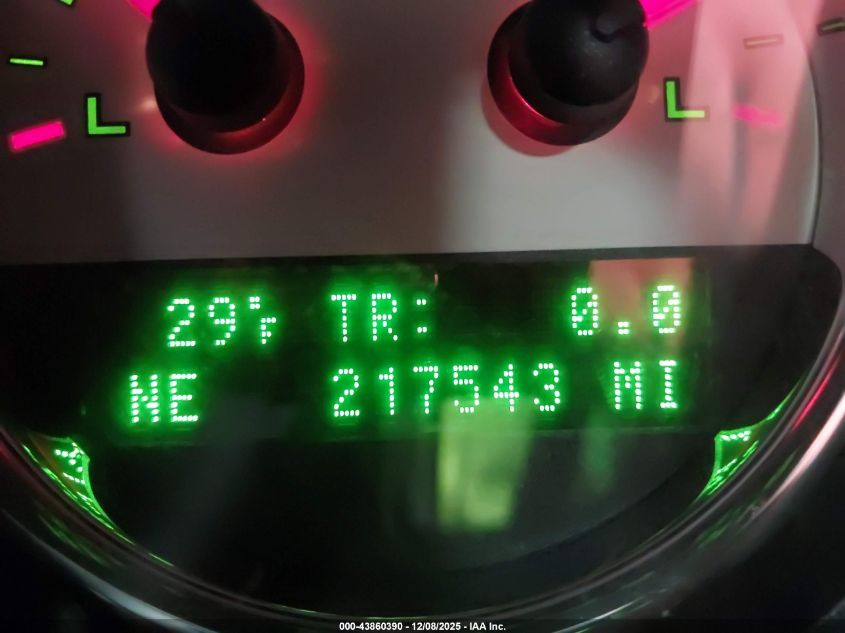 L L
29°F TR: 0.0
NE 217543 MI
000-43860390 - 12/08/2025 - IAA Inc.